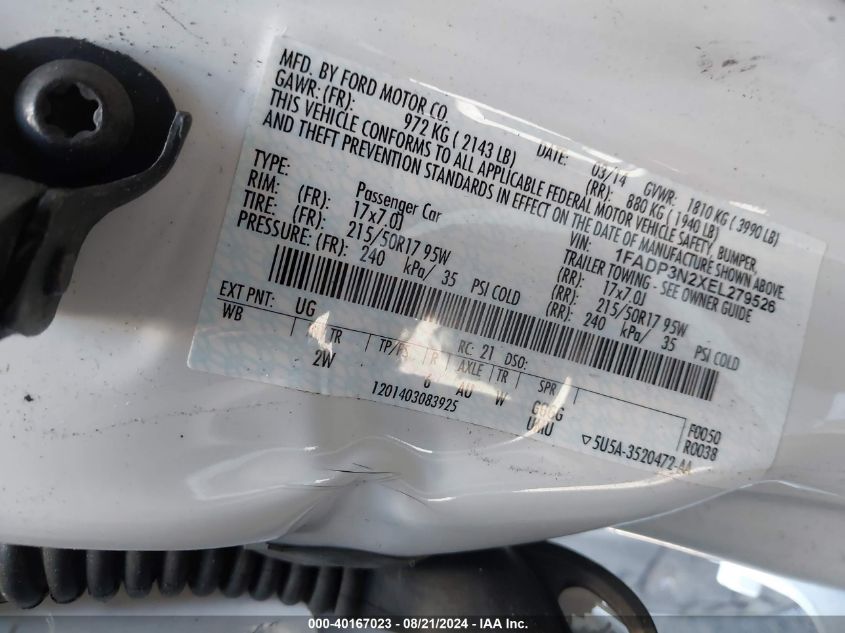 MFD. BY FORD MOTOR CO.
DATE: 03/14 GVWR: 1810 KG ( 3990 LB)
GAWR: (FR): 972 KG ( 2143 LB) (RR): 880 KG ( 1940 LB)
THIS VEHICLE CONFORMS TO ALL APPLICABLE FEDERAL MOTOR VEHICLE SAFETY, BUMPER,
AND THEFT PREVENTION STANDARDS IN EFFECT ON THE DATE OF MANUFACTURE SHOWN ABOVE.
VIN: 1FADP3N2XEL279526
TYPE: Passenger Car TRAILER TOWING - SEE OWNER GUIDE
RIM: (FR): 17x7.0J (RR): 17x7.0J
TIRE: (FR): 215/50R17 95W (RR): 215/50R17 95W
PRESSURE: (FR): 240 kPa/ 35 PSI COLD (RR): 240 kPa/ 35 PSI COLD
EXT PNT: UG RC: 21 DSO:
WB TR TP/PS R AXLE TR SPR
2W 6 AU W GGGG F0050
1201403083925 UAU ▽5U5A-3520472-AA R0038
000-40167023 - 08/21/2024 - IAA Inc.